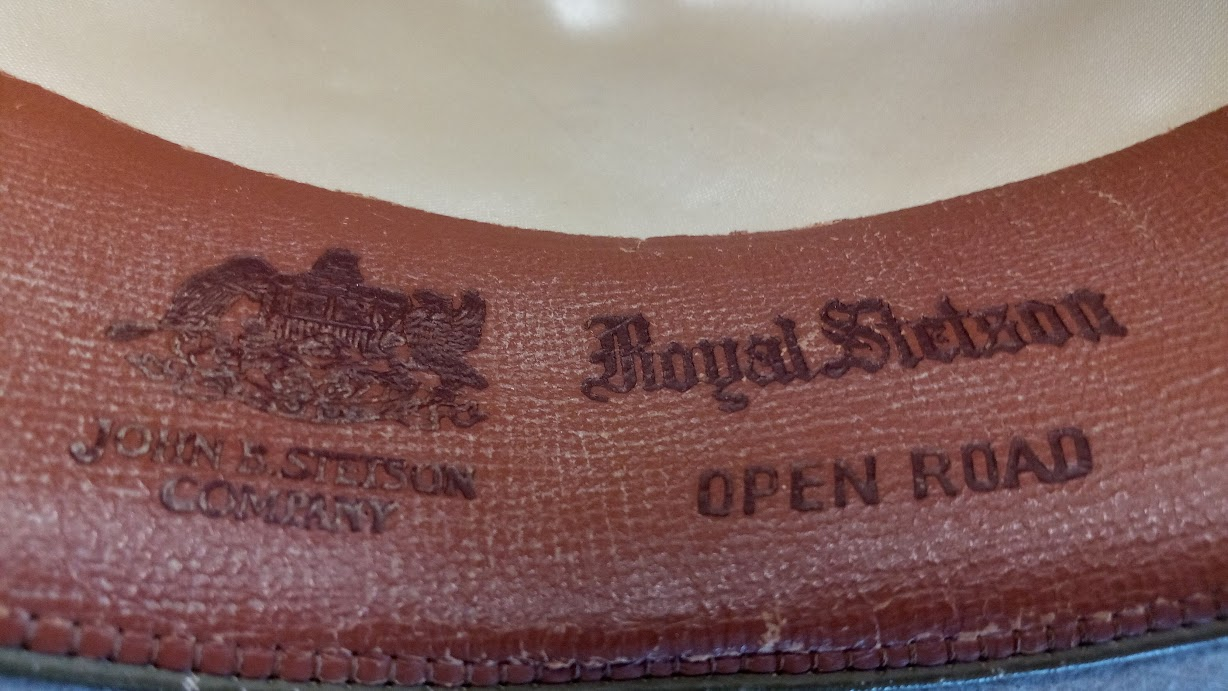 JOHN B. STETSON
COMPANY
Royal Stetson
OPEN ROAD